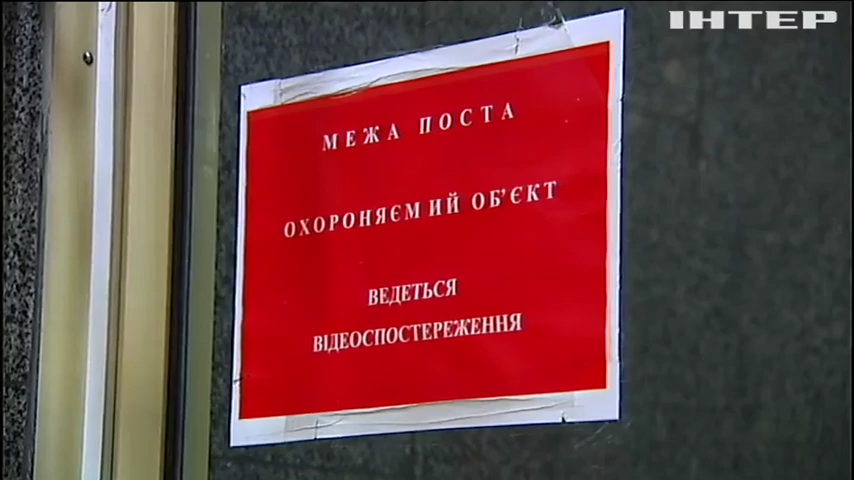 ІНТЕР
МЕЖА ПОСТА
ОХОРОНЯЄМИЙ ОБ'ЄКТ
ВЕДЕТЬСЯ
ВІДЕОСПОСТЕРЕЖЕННЯ